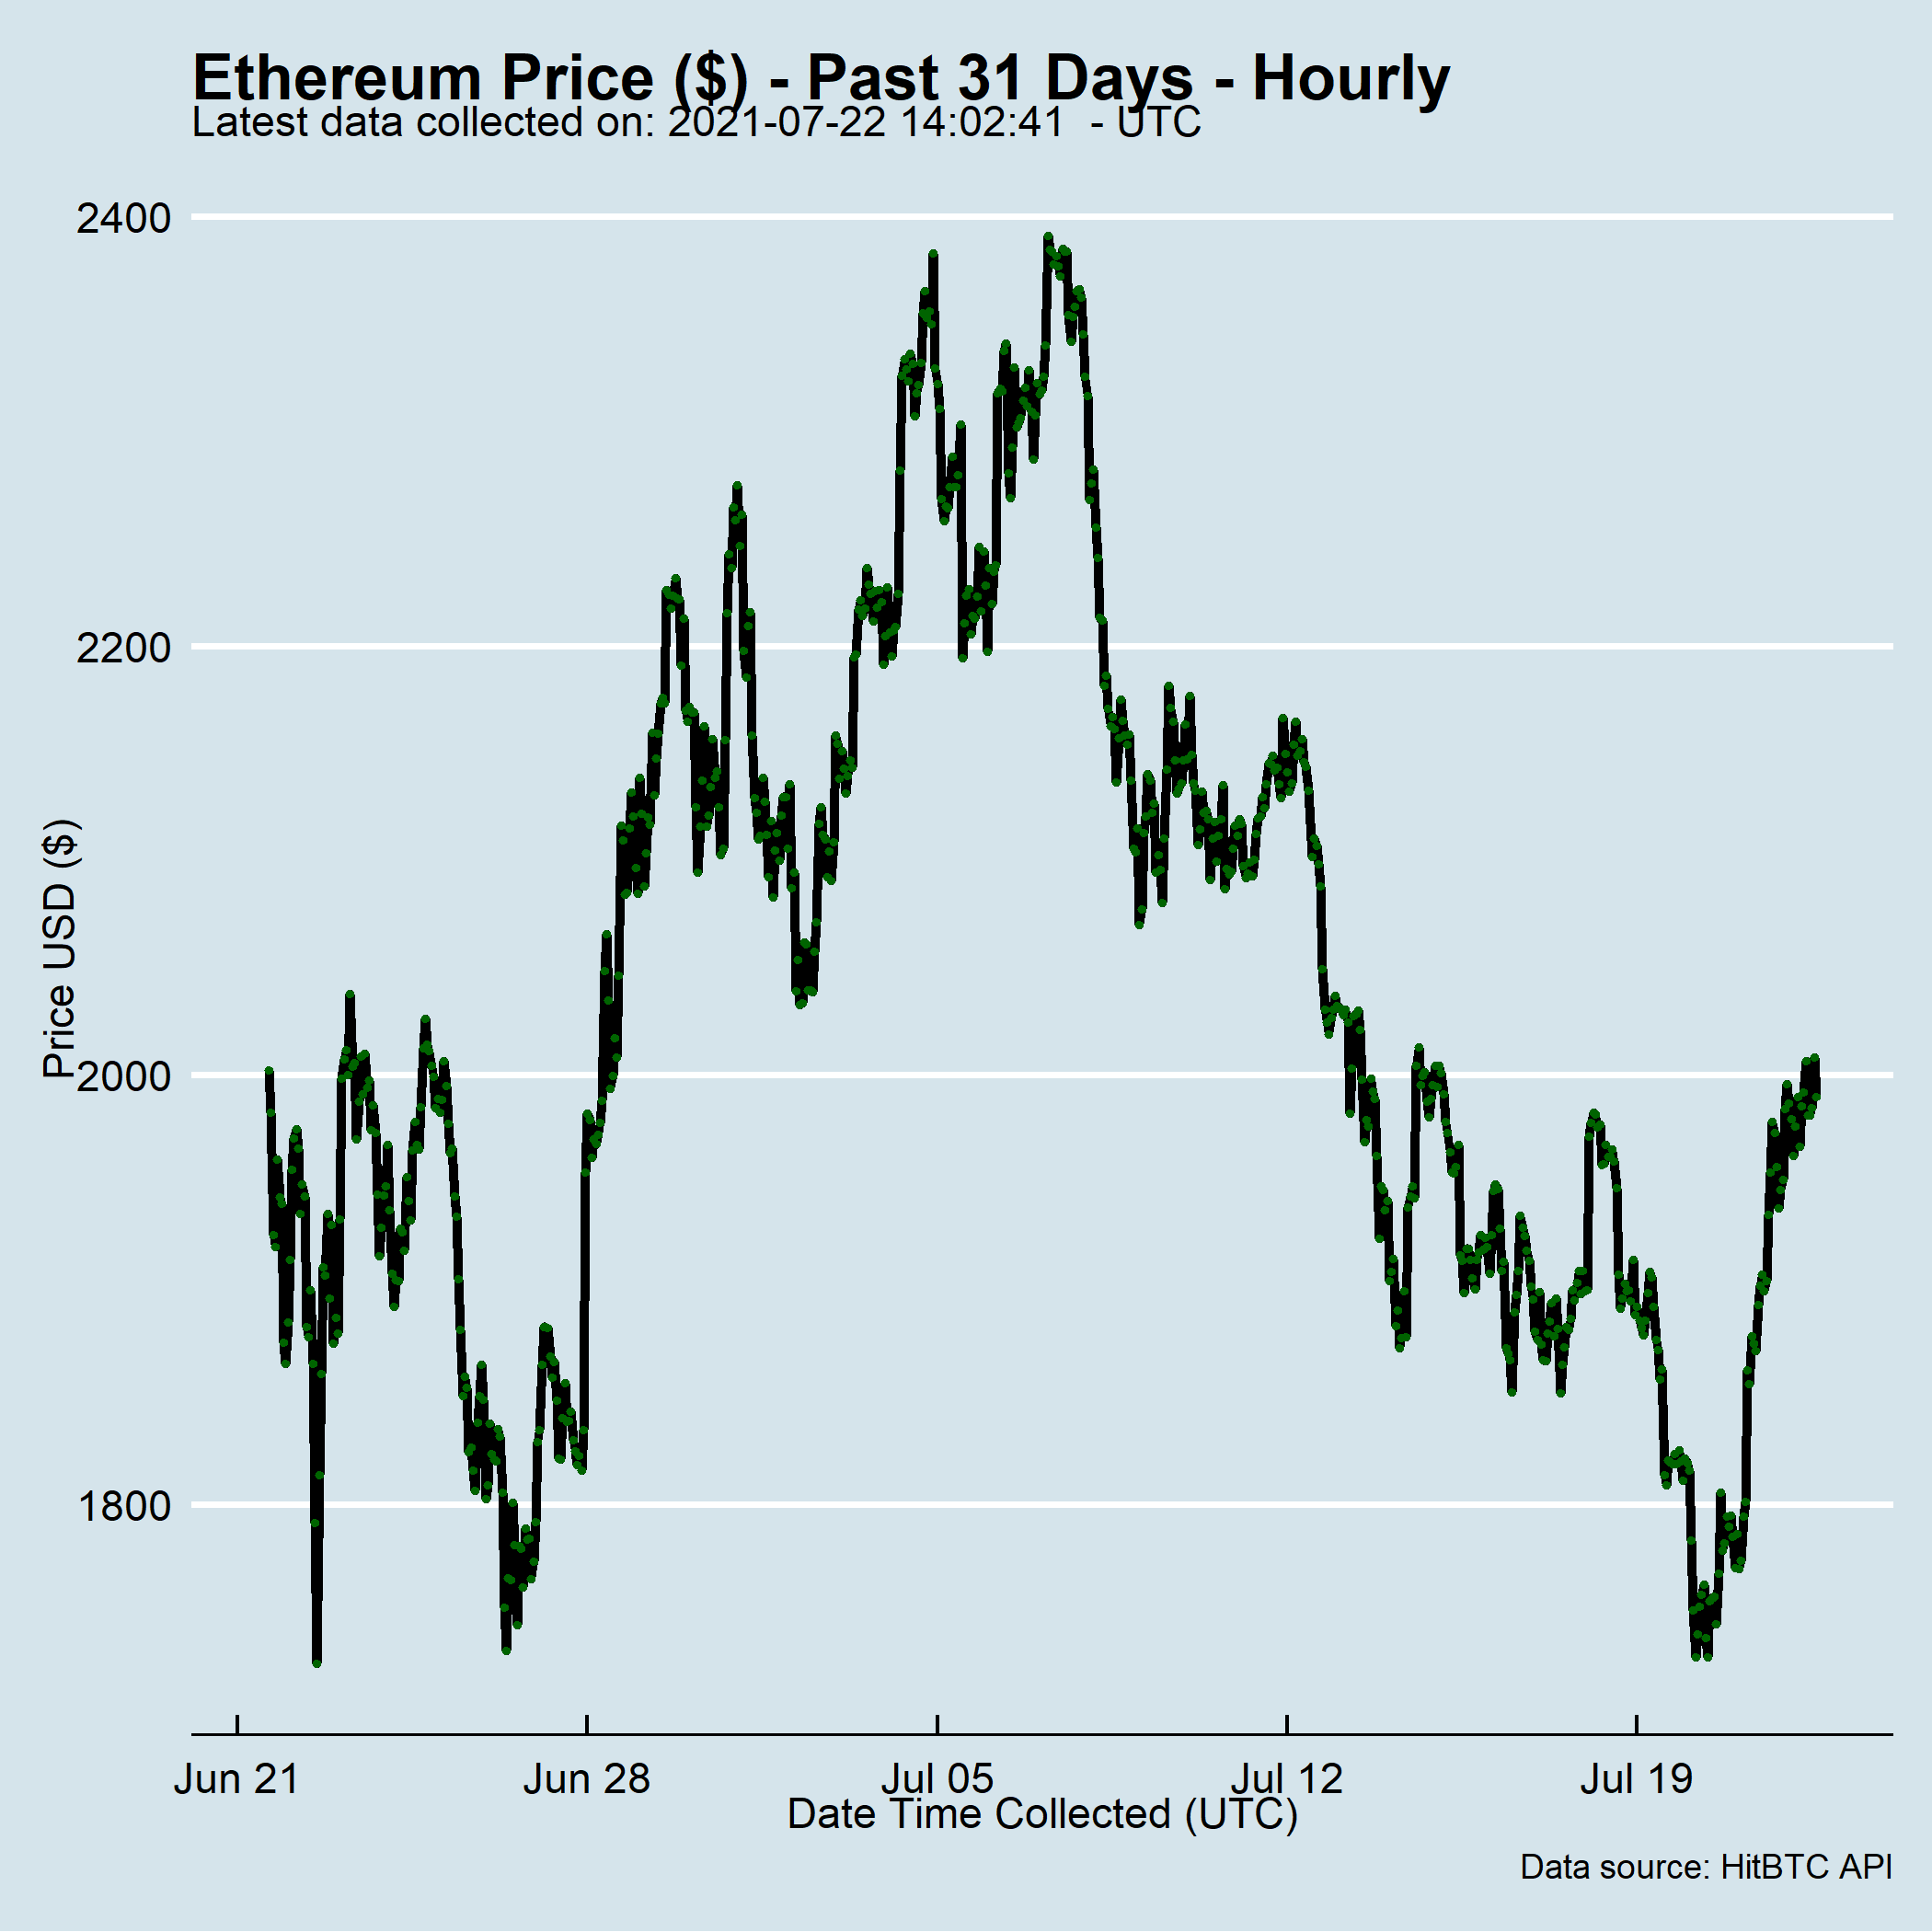 Ethereum Price ($) - Past 31 Days - Hourly
Latest data collected on: 2021-07-22 14:02:41  - UTC
2400
2200
2000
1800
Price USD ($)
Jun 21
Jun 28
Jul 05
Jul 12
Jul 19
Date Time Collected (UTC)
Data source: HitBTC API